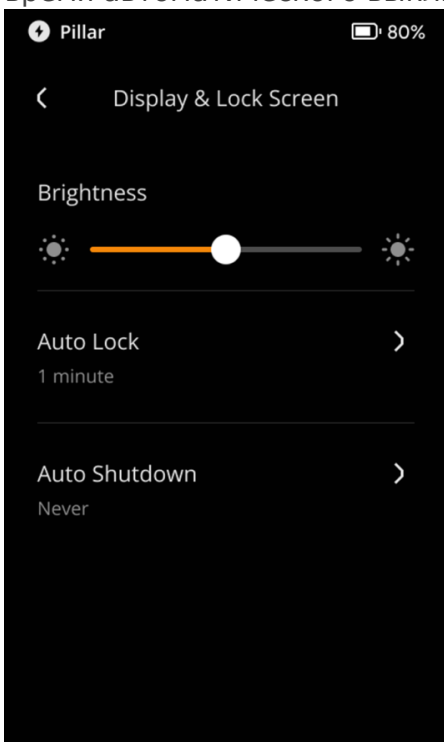 Pillar 80%
Display & Lock Screen
Brightness
Auto Lock
1 minute
Auto Shutdown
Never